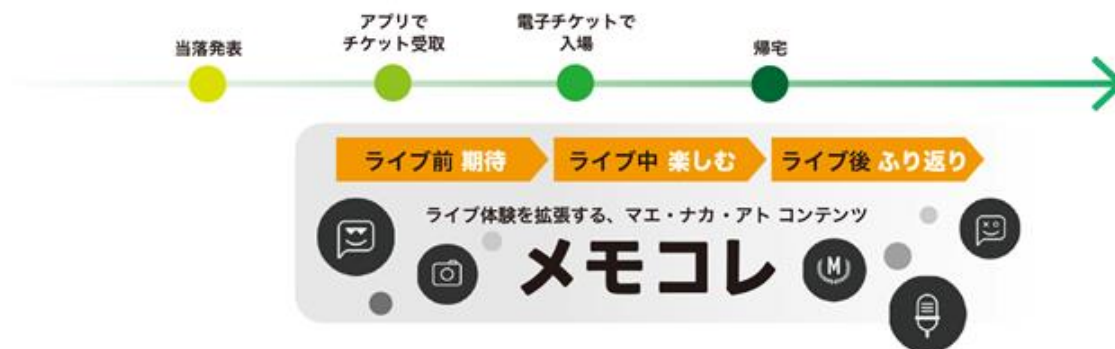 当落発表
アプリで
チケット受取
電子チケットで
入場
帰宅
ライブ前 期待
ライブ中 楽しむ
ライブ後 ふり返り
ライブ体験を拡張する、マエ・ナカ・アト コンテンツ
メモコレ
M